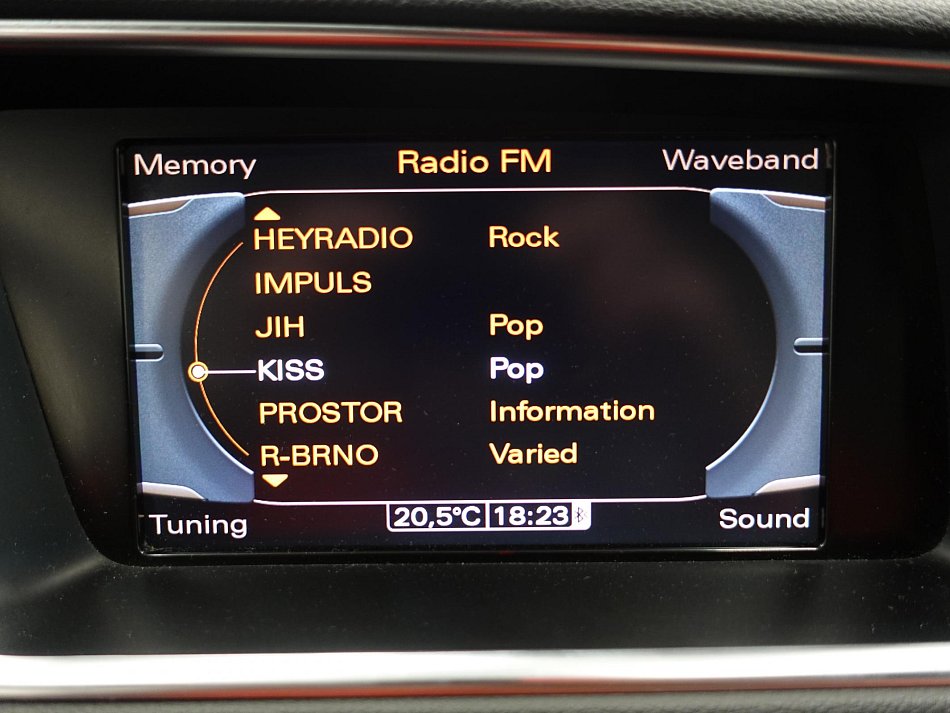 Memory Radio FM Waveband
HEYRADIO Rock
IMPULS
JIH Pop
KISS Pop
PROSTOR Information
R-BRNO Varied
Tuning 20,5°C 18:23 Sound